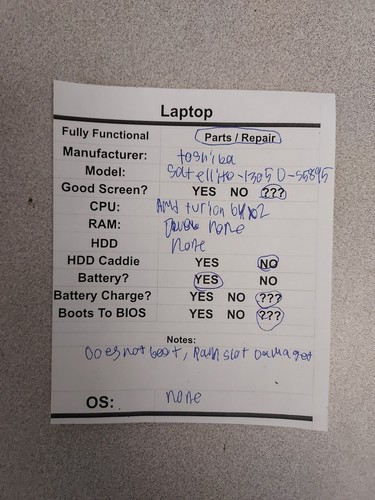 Laptop
Fully Functional Parts / Repair
Manufacturer: toshiba
Model: satellite - S5895
Good Screen? YES NO ???
CPU: AMD turion 64 x2
RAM: none
HDD none
HDD Caddie YES NO
Battery? YES NO
Battery Charge? YES NO ???
Boots To BIOS YES NO ???
Notes:
Does not boot, Ram slot Damaged
OS: none